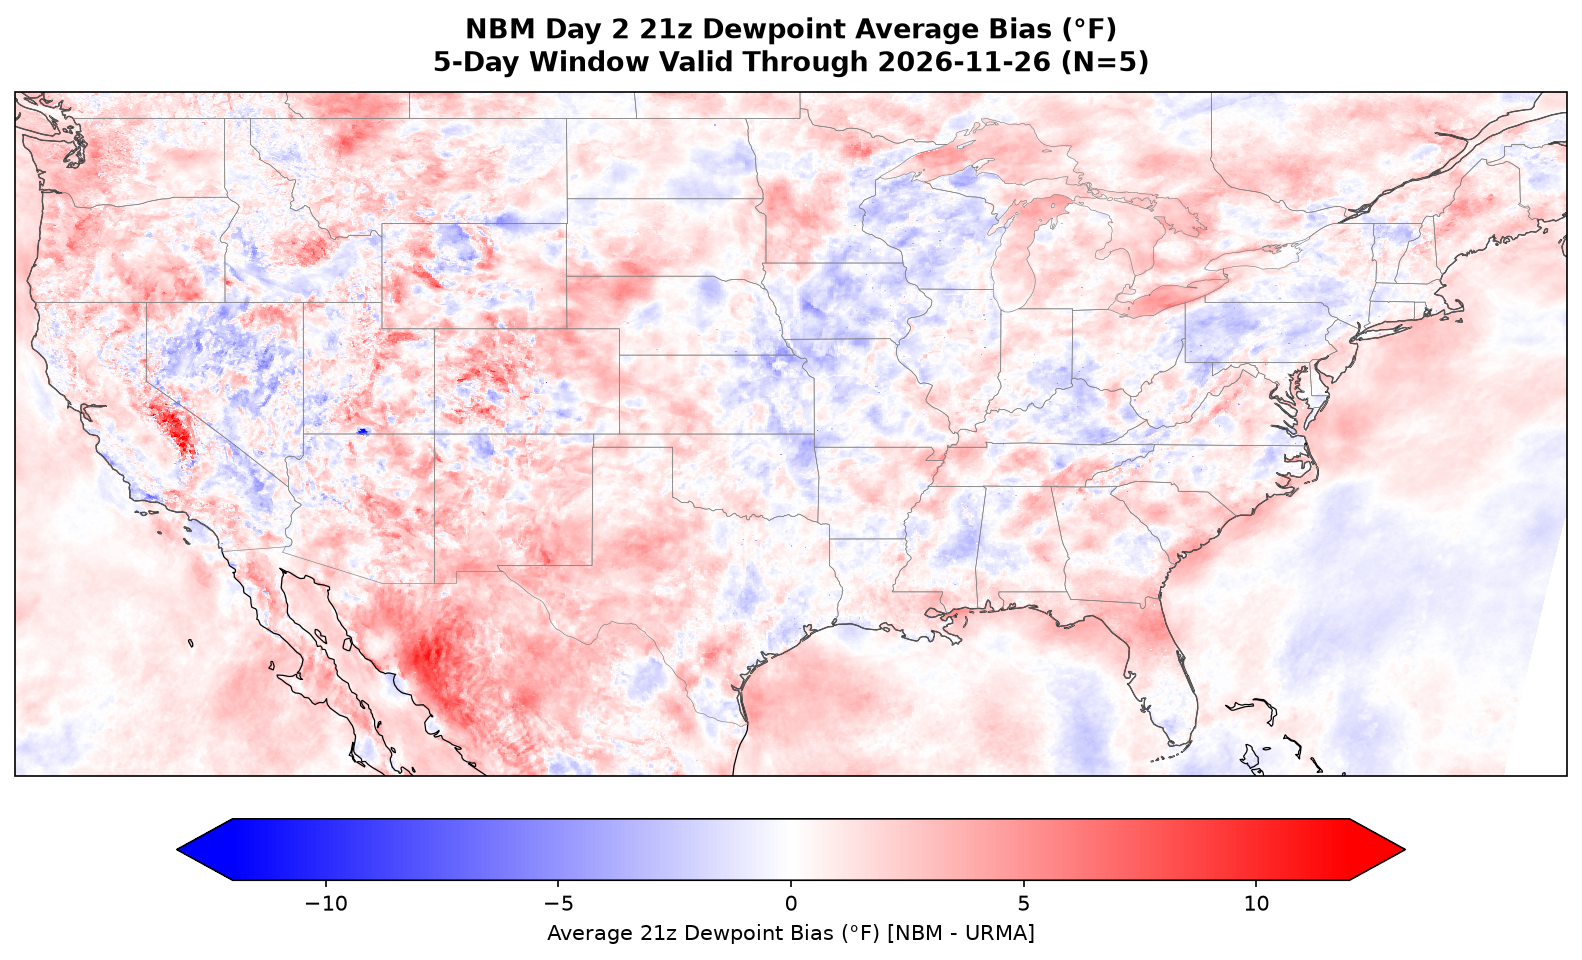 NBM Day 2 21z Dewpoint Average Bias (°F)
5-Day Window Valid Through 2026-11-26 (N=5)
−10 −5 0 5 10
Average 21z Dewpoint Bias (°F) [NBM - URMA]